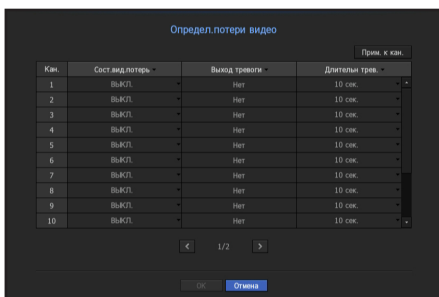 Определ.потери видео
Прим. к кан.
Кан. Сост.вид.потерь Выход тревоги Длительн трев.
1 ВЫКЛ. Нет 10 сек.
2 ВЫКЛ. Нет 10 сек.
3 ВЫКЛ. Нет 10 сек.
4 ВЫКЛ. Нет 10 сек.
5 ВЫКЛ. Нет 10 сек.
6 ВЫКЛ. Нет 10 сек.
7 ВЫКЛ. Нет 10 сек.
8 ВЫКЛ. Нет 10 сек.
9 ВЫКЛ. Нет 10 сек.
10 ВЫКЛ. Нет 10 сек.
< 1/2 >
OK Отмена